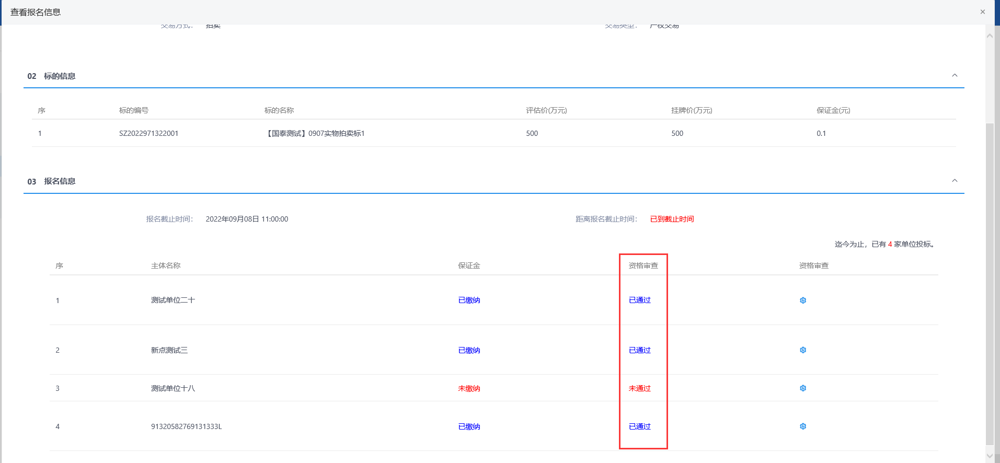 查看报名信息
交易方式： 拍卖 交易类型： 产权交易
02 标的信息
序 标的编号 标的名称 评估价(万元) 挂牌价(万元) 保证金(元)
1 SZ2022971322001 【国泰测试】0907实物拍卖标1 500 500 0.1
03 报名信息
报名截止时间： 2022年09月08日 11:00:00 距离报名截止时间： 已到截止时间
迄今为止，已有 4 家单位投标。
序 主体名称 保证金 资格审查 资格审查
1 测试单位二十 已缴纳 已通过
2 新点测试三 已缴纳 已通过
3 测试单位十八 未缴纳 未通过
4 91320582769131333L 已缴纳 已通过